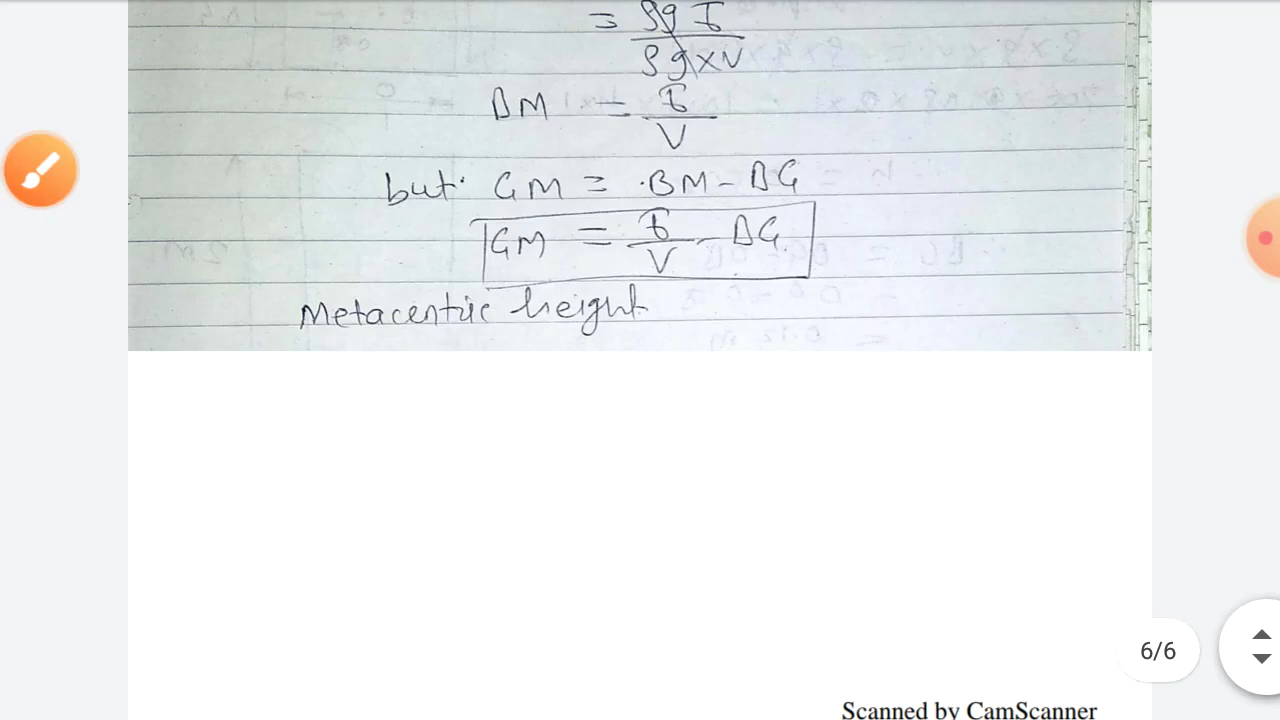 = ρg I
ρg × V
BM = I
V
but. GM = .BM - BG
GM = I/V - BG
Metacentric height
6/6
Scanned by CamScanner